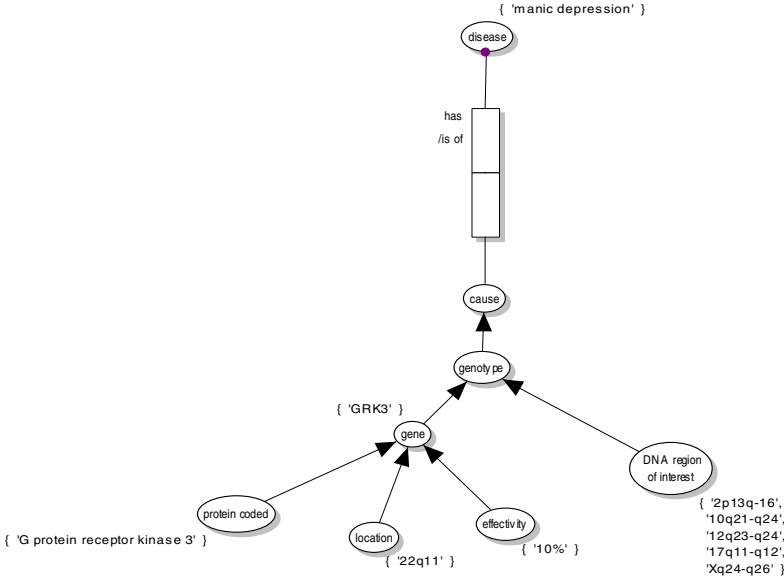 { 'manic depression' }
disease
has
/is of
cause
genotype
{ 'GRK3' }
gene
DNA region
of interest
protein coded
location
effectivity
{ 'G protein receptor kinase 3' }
{ '22q11' }
{ '10%' }
{ '2p13q-16',
'10q21-q24',
'12q23-q24',
'17q11-q12',
'Xq24-q26' }